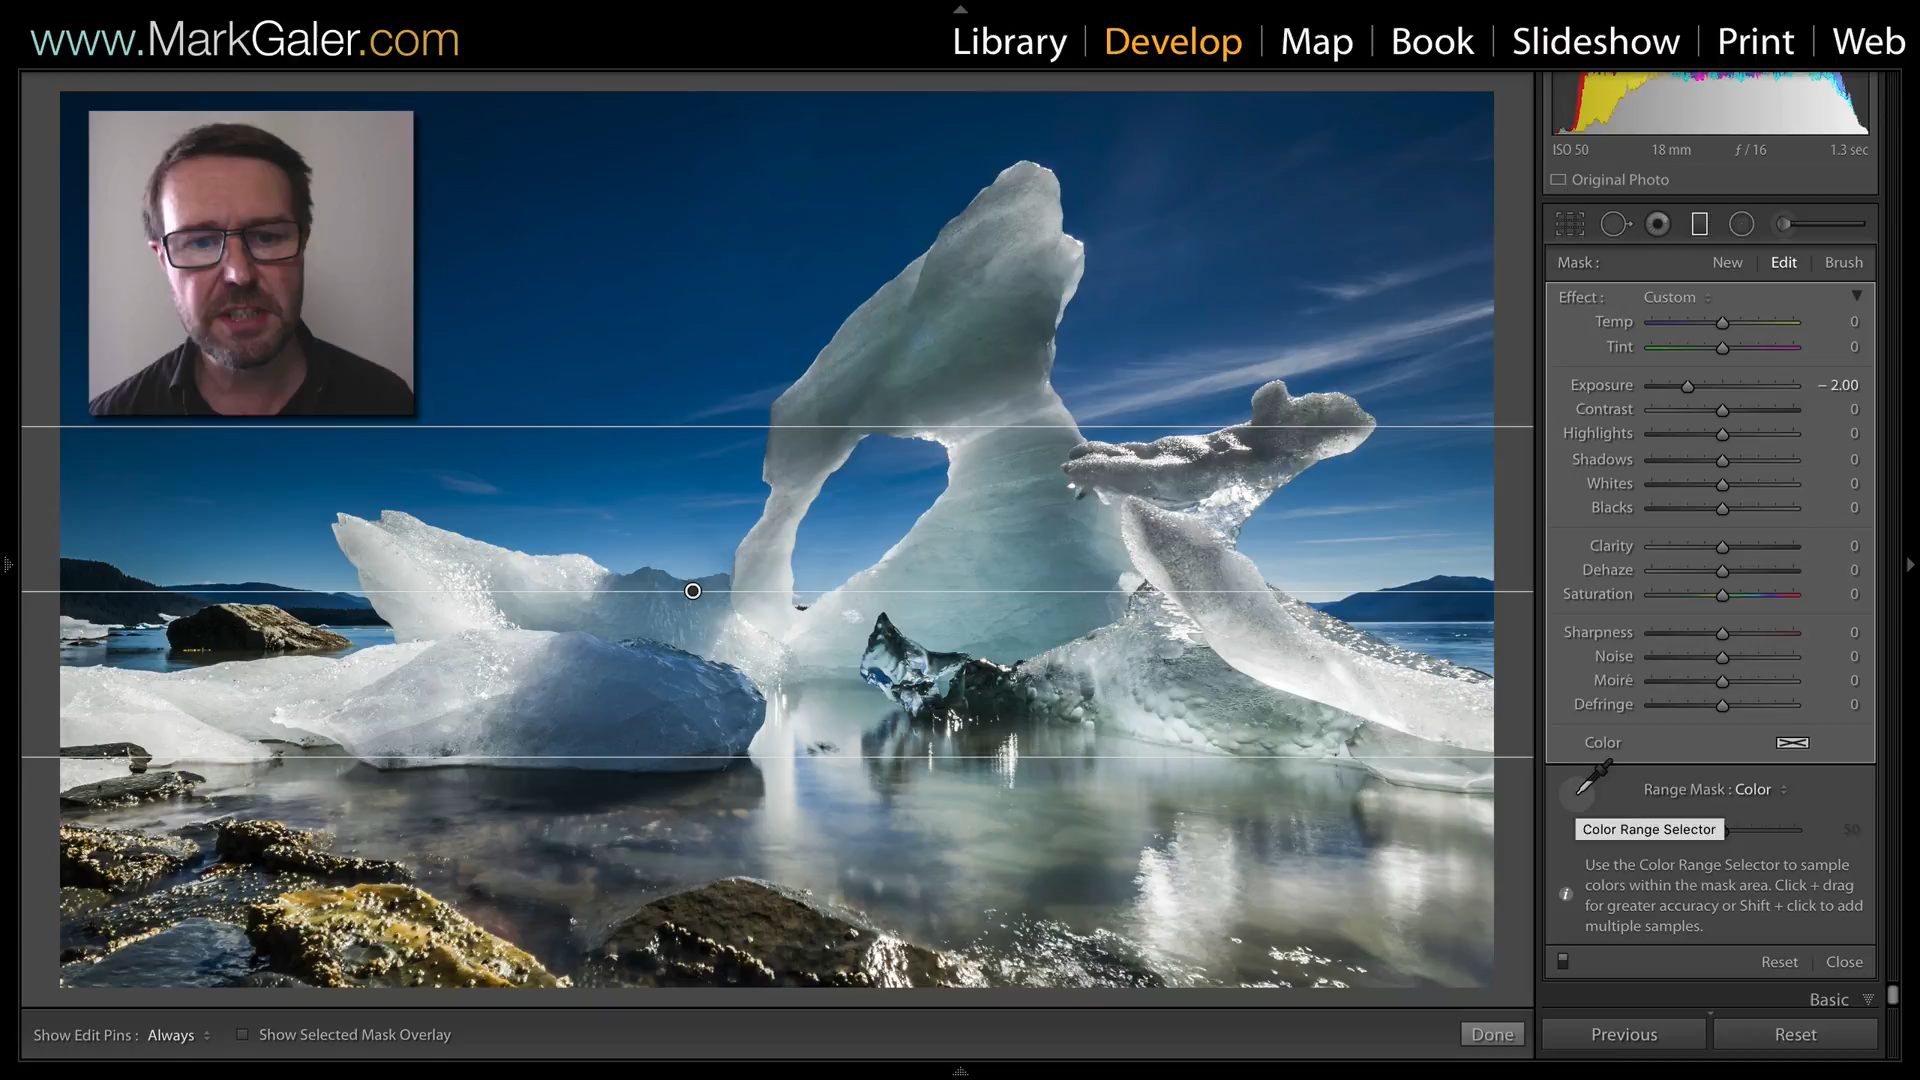 www.MarkGaler.com
Library | Develop | Map | Book | Slideshow | Print | Web
ISO 50 18 mm ƒ / 16 1.3 sec
Original Photo
Mask : New Edit Brush
Effect : Custom
Temp 0
Tint 0
Exposure – 2.00
Contrast 0
Highlights 0
Shadows 0
Whites 0
Blacks 0
Clarity 0
Dehaze 0
Saturation 0
Sharpness 0
Noise 0
Moiré 0
Defringe 0
Color
Range Mask : Color
Color Range Selector 50
Use the Color Range Selector to sample
colors within the mask area. Click + drag
for greater accuracy or Shift + click to add
multiple samples.
Reset Close
Basic
Show Edit Pins : Always Show Selected Mask Overlay Done
Previous Reset